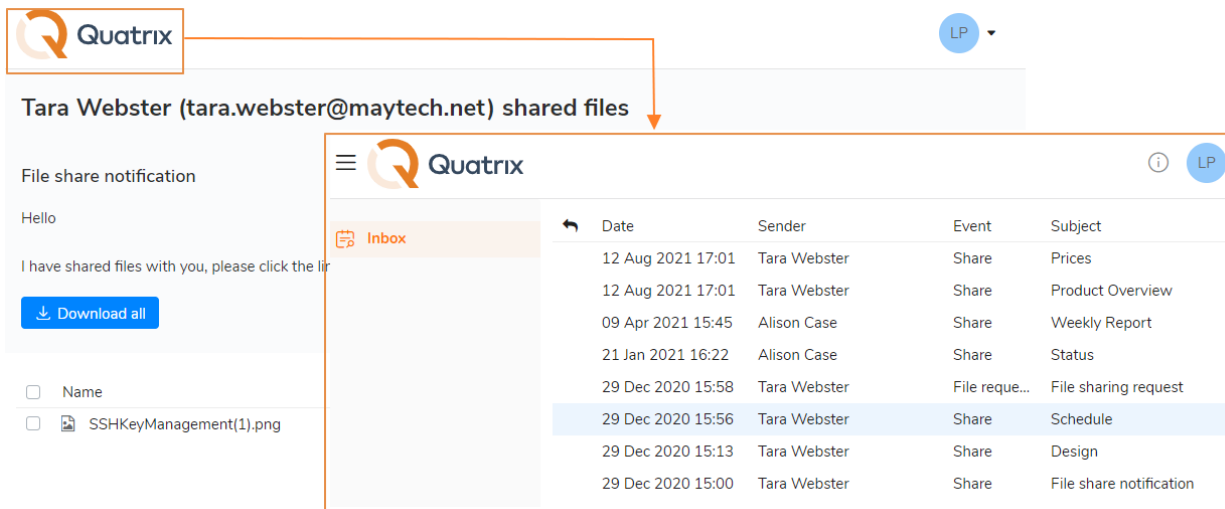 Quatrix
LP
Tara Webster (tara.webster@maytech.net) shared files
File share notification
Hello
I have shared files with you, please click the
Download all
Name
SSHKeyManagement(1).png
Quatrix
LP
Inbox
Date Sender Event Subject
12 Aug 2021 17:01 Tara Webster Share Prices
12 Aug 2021 17:01 Tara Webster Share Product Overview
09 Apr 2021 15:45 Alison Case Share Weekly Report
21 Jan 2021 16:22 Alison Case Share Status
29 Dec 2020 15:58 Tara Webster File reque... File sharing request
29 Dec 2020 15:56 Tara Webster Share Schedule
29 Dec 2020 15:13 Tara Webster Share Design
29 Dec 2020 15:00 Tara Webster Share File share notification